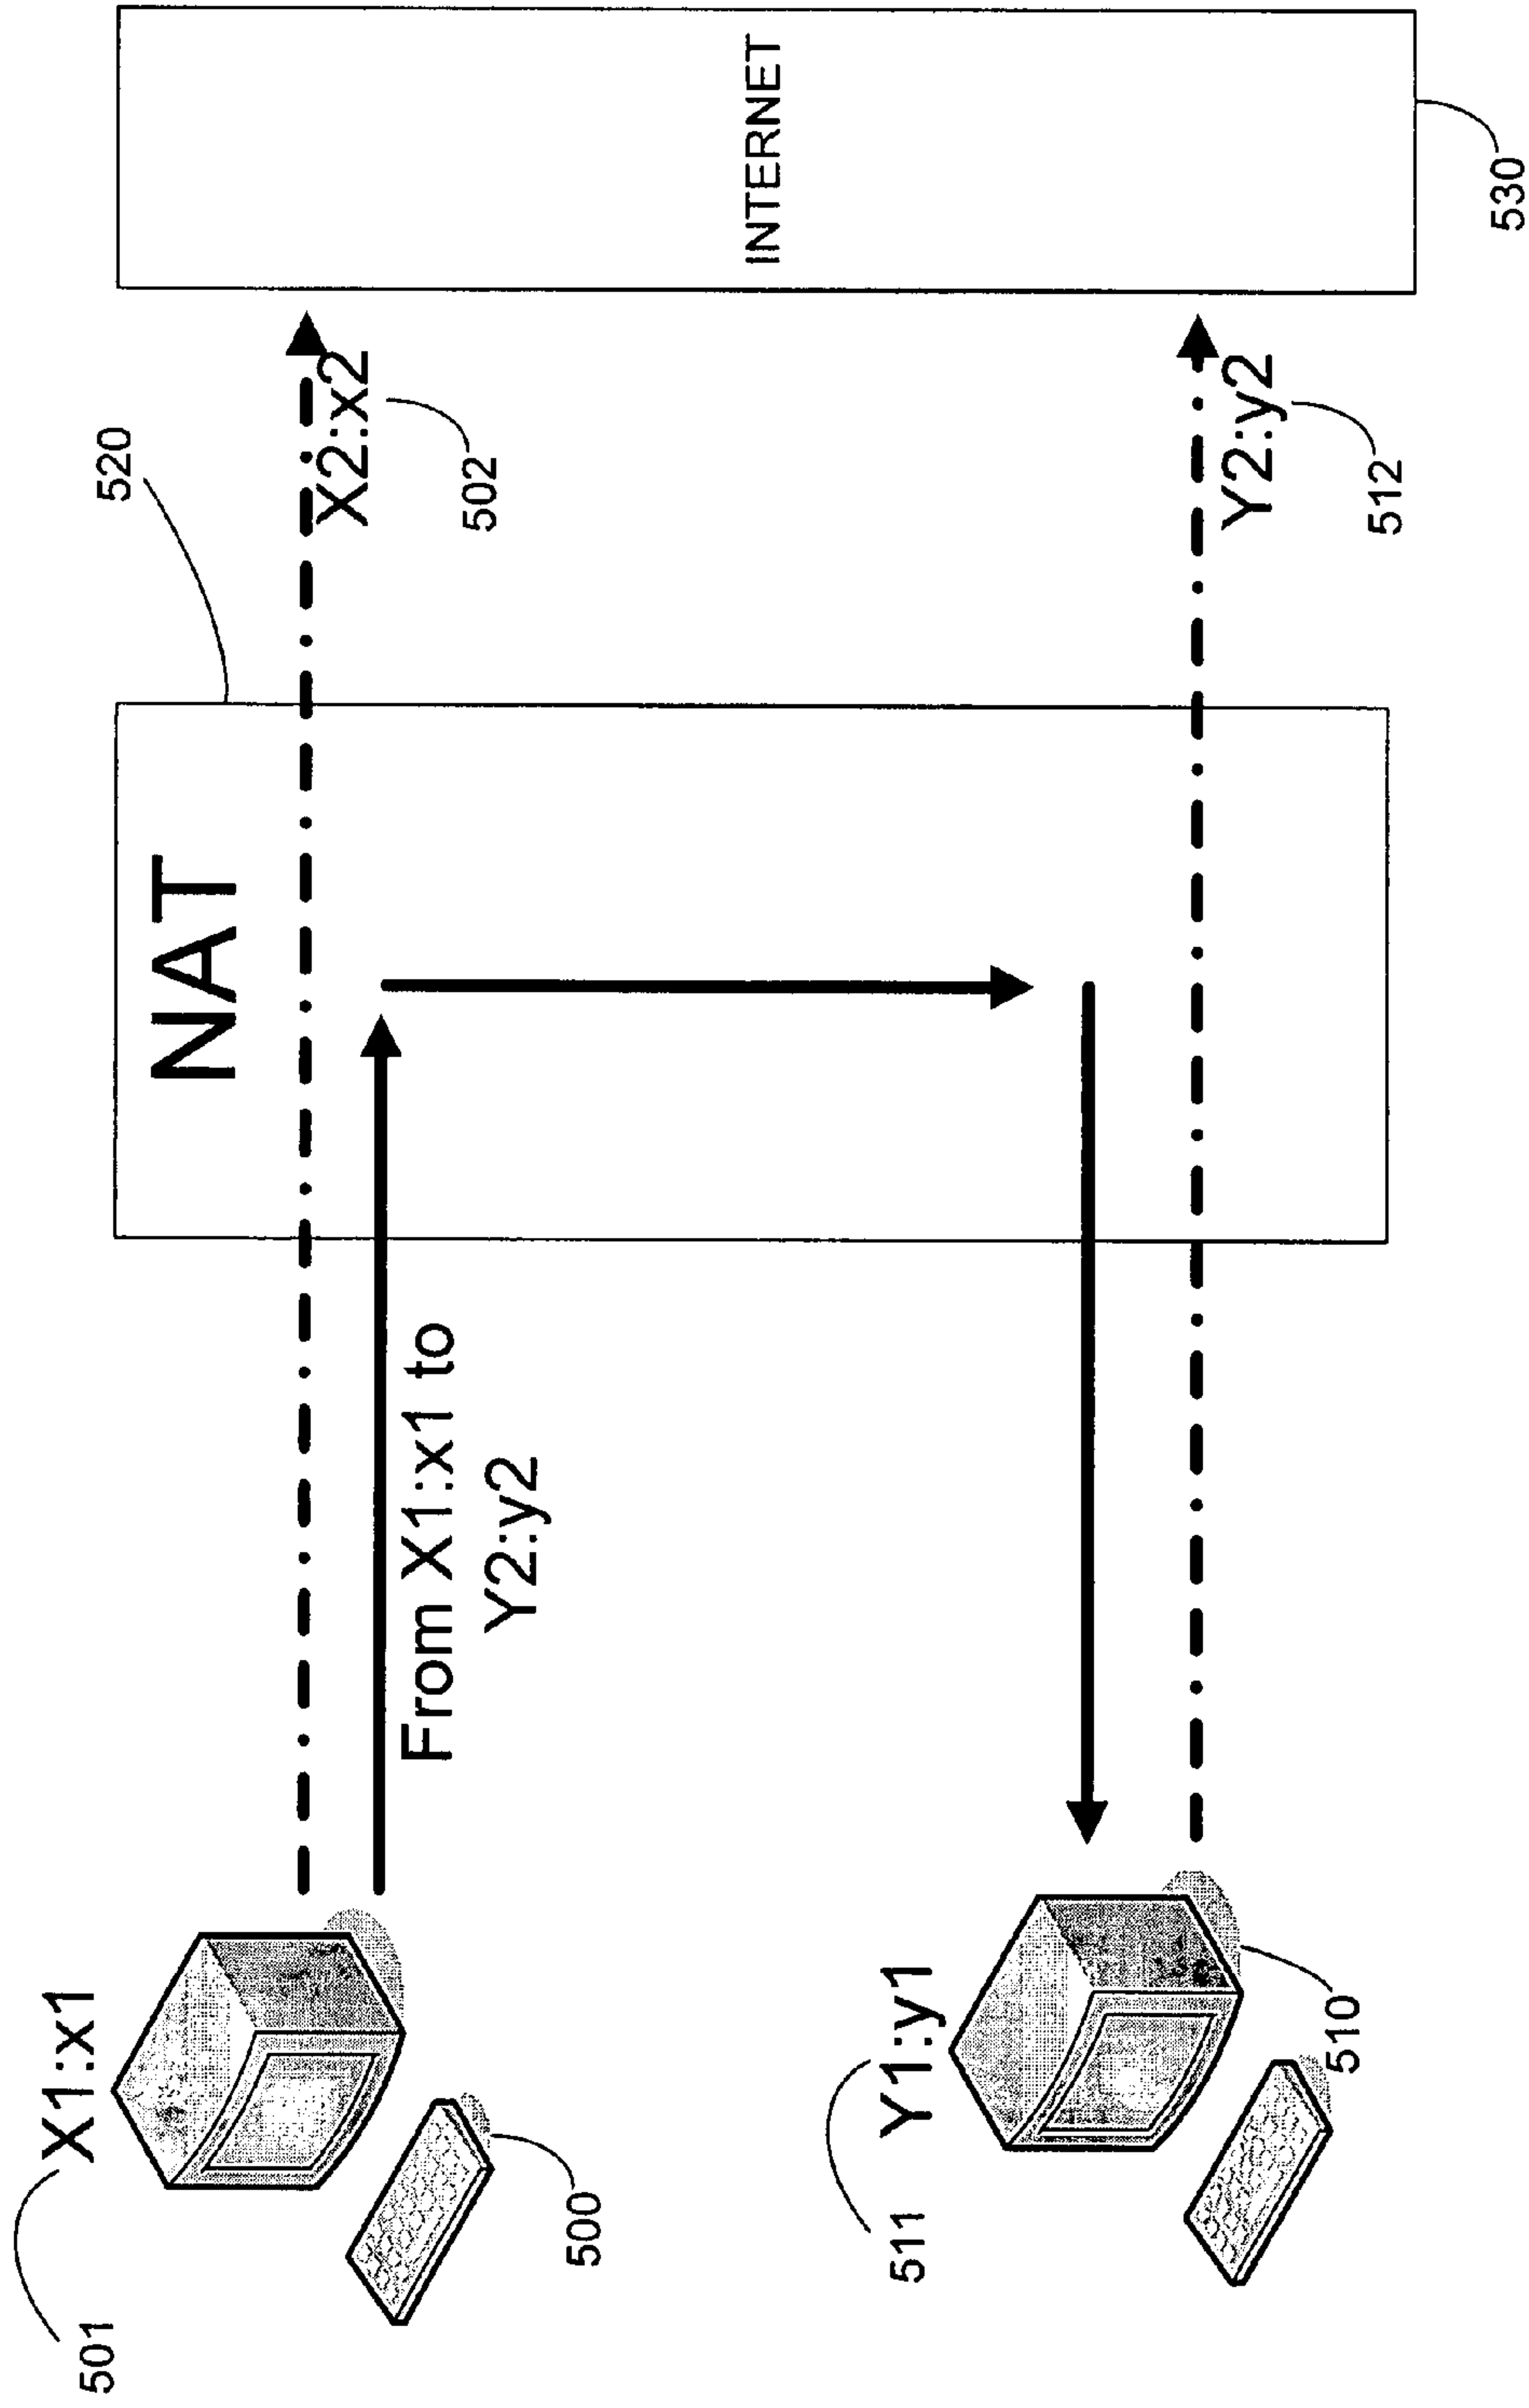 501
X1:x1
500
From X1:x1 to
Y2:y2
NAT
520
X2:x2
502
INTERNET
511
Y1:y1
510
Y2:y2
512
530